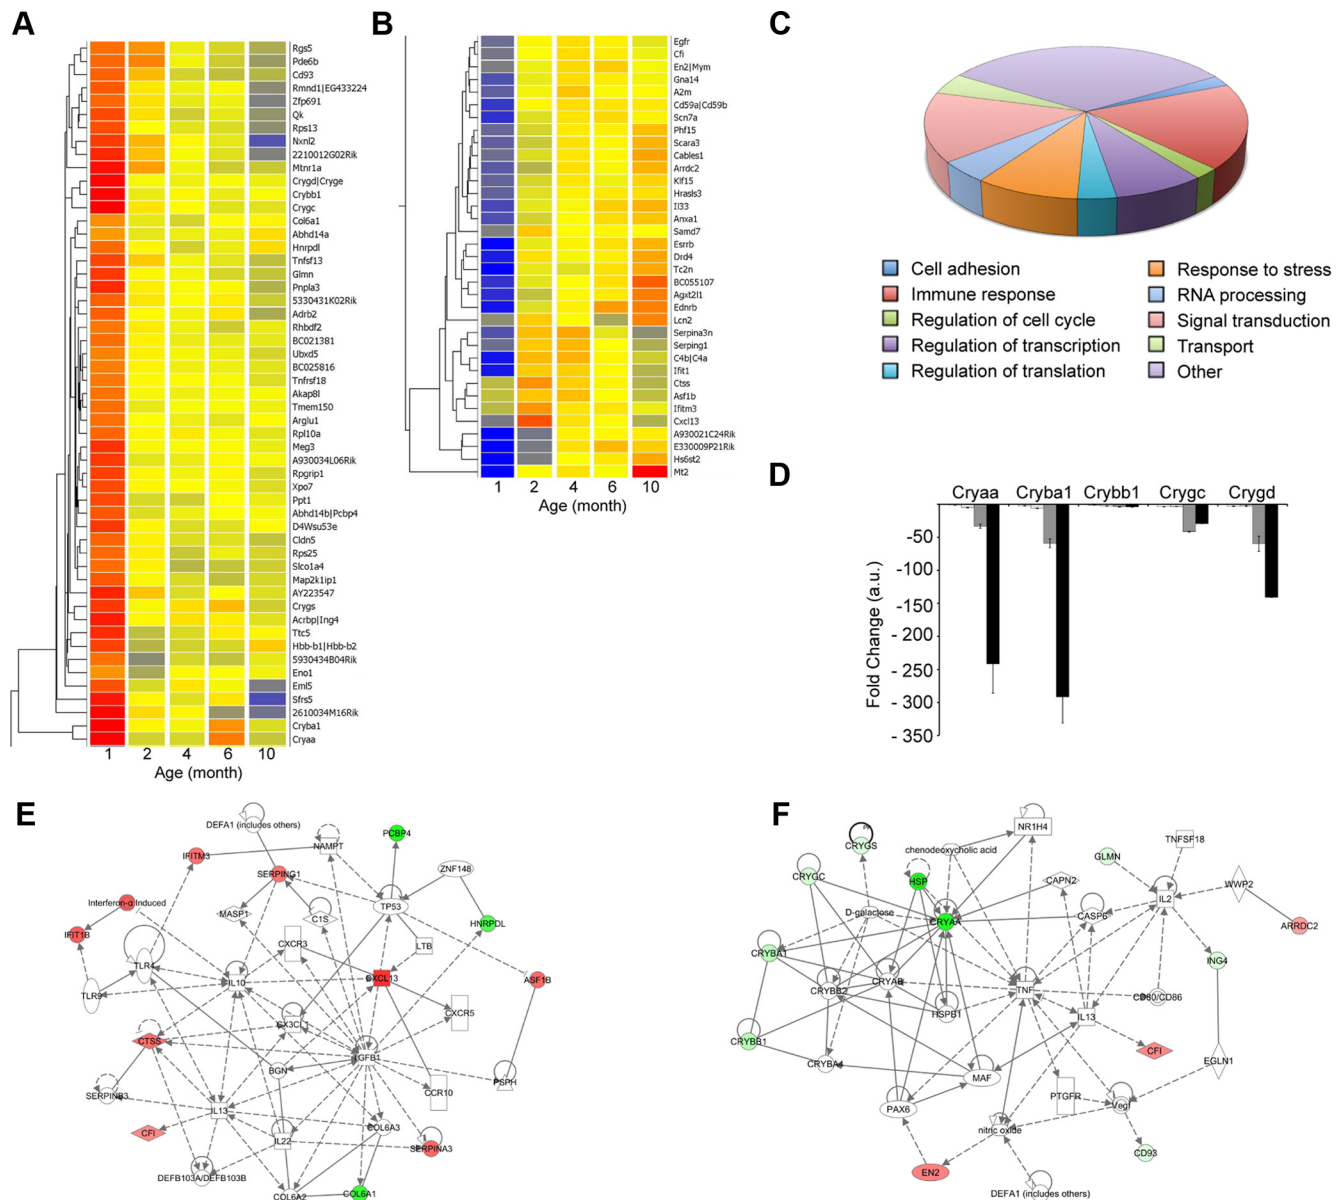 A
Rgs5
Pde6b
Cd93
Rmnd1|EG433224
Zfp691
Qk
Rps13
Nxnl2
2210012G02Rik
Mtnr1a
Crygd|Cryge
Crybb1
Crygc
Col6a1
Abhd14a
Hnrpdl
Tnfsf13
Glmn
Pnpla3
5330431K02Rik
Adrb2
Rhbdf2
BC021381
Ubxd5
BC025816
Tnfrsf18
Akap8l
Tmem150
Arglu1
Rpl10a
Meg3
A930034L06Rik
Rpgrip1
Xpo7
Ppt1
Abhd14b|Pcbp4
D4Wsu53e
Cldn5
Rps25
Slco1a4
Map2k1ip1
AY223547
Crygs
Acrbp|Ing4
Ttc5
Hbb-b1|Hbb-b2
5930434B04Rik
Eno1
Eml5
Sfrs5
2610034M16Rik
Cryba1
Cryaa
1 2 4 6 10
Age (month)
B
Egfr
Cfi
En2|Mym
Gna14
A2m
Cd59a|Cd59b
Scn7a
Phf15
Scara3
Cables1
Arrdc2
Klf15
Hrasls3
Il33
Anxa1
Samd7
Esrrb
Drd4
Tc2n
BC055107
Agxt2l1
Ednrb
Lcn2
Serpina3n
Serping1
C4b|C4a
Ifit1
Ctss
Asf1b
Ifitm3
Cxcl13
A930021C24Rik
E330009P21Rik
Hs6st2
Mt2
1 2 4 6 10
Age (month)
C
Cell adhesion
Immune response
Regulation of cell cycle
Regulation of transcription
Regulation of translation
Response to stress
RNA processing
Signal transduction
Transport
Other
D
Cryaa Cryba1 Crybb1 Crygc Crygd
-50
-100
-150
- 200
- 250
- 300
- 350
Fold Change (a.u.)
E
DEFA1 (includes others)
PCBP4
IFITM3
NAMPT
SERPING1
ZNF148
Interferon-α Induced
MASP1
C1S
TP53
HNRPDL
IFIT1B
CXCR3
LTB
TLR4
IL10
CXCL13
ASF1B
TLR9
CX3CL1
CXCR5
CTSS
TGFB1
BGN
PSPH
SERPINB3
CCR10
IL13
CFI
IL22
COL6A3
SERPINA3
DEFB103A/DEFB103B
COL6A2
COL6A1
F
NR1H4
CRYGS
chenodeoxycholic acid
TNFSF18
GLMN
CRYGC
HSP
CAPN2
WWP2
IL2
D-galactose
CRYAA
CASP6
ARRDC2
CRYBA1
ING4
CRYBB2
CRYAB
TNF
CD80/CD86
HSPB1
IL13
CRYBB1
CFI
CRYBA4
EGLN1
MAF
PTGFR
Vegf
PAX6
nitric oxide
CD93
EN2
DEFA1 (includes others)